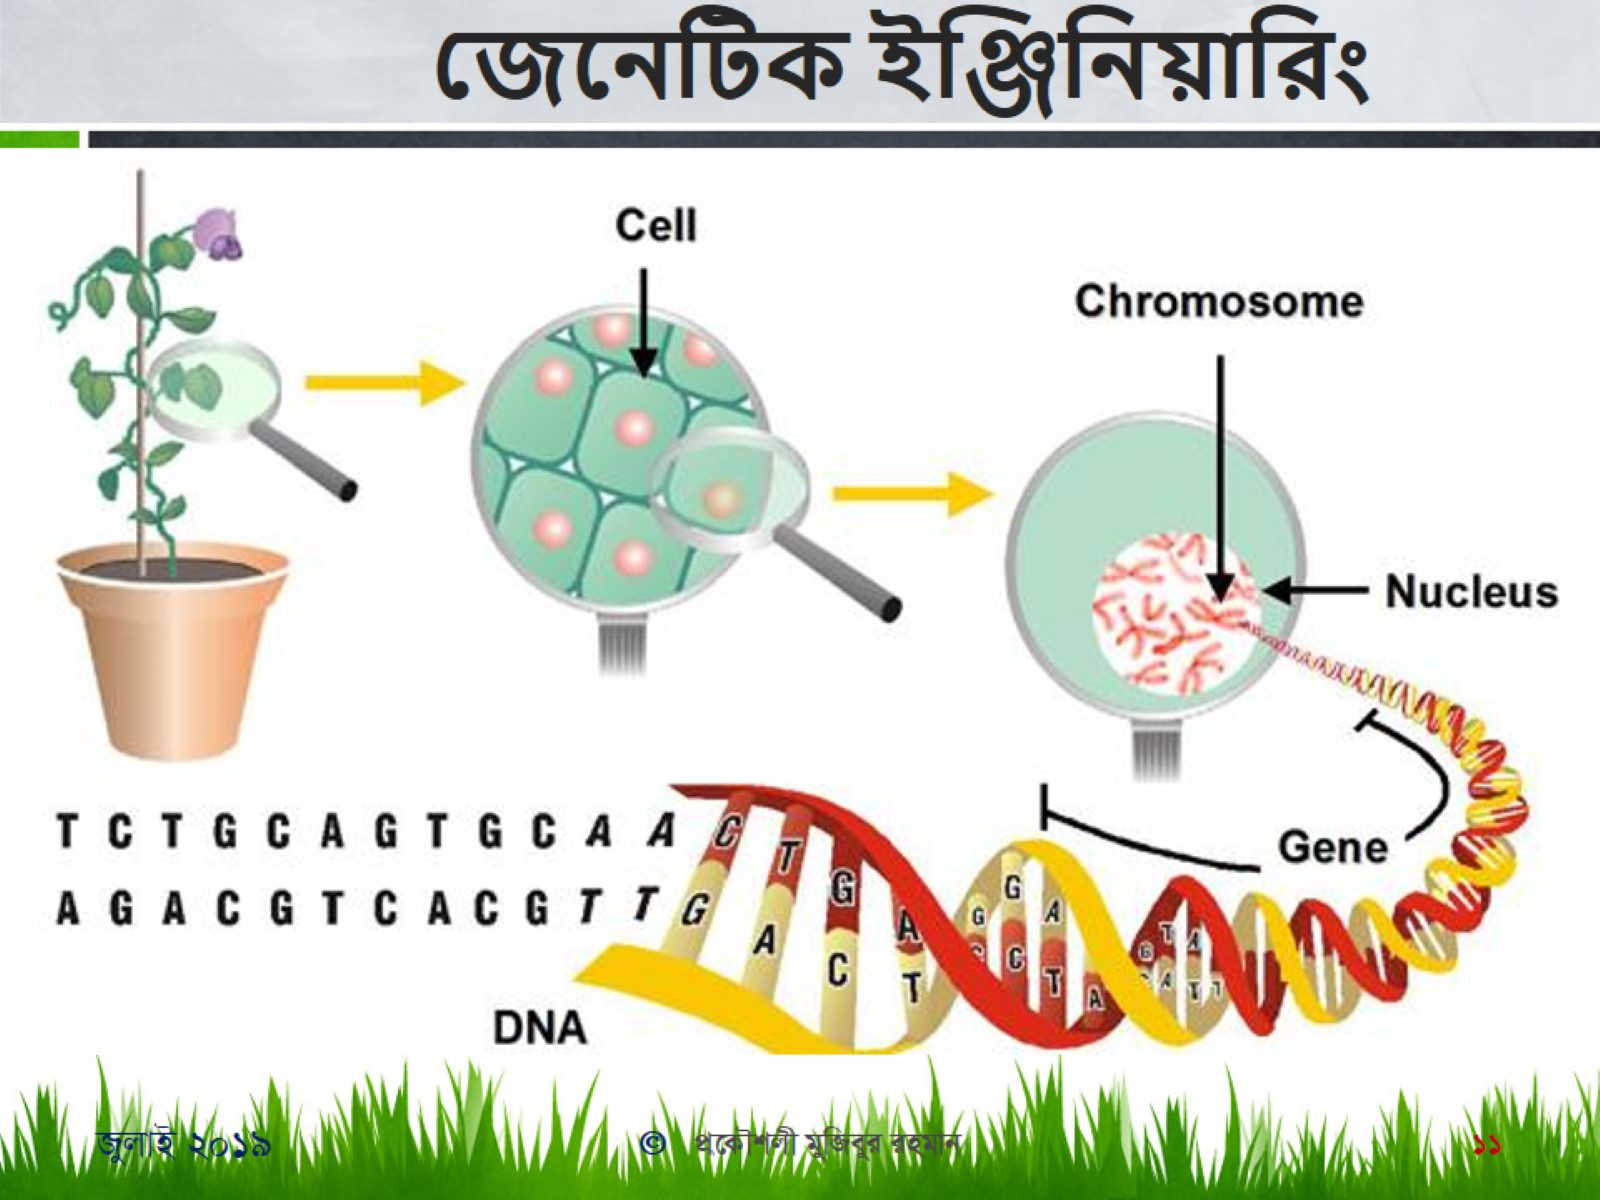 জেনেটিক ইঞ্জিনিয়ারিং
Cell
Chromosome
Nucleus
Gene
T C T G C A G T G C A A C T G A G G A T A
A G A C G T C A C G T T G A C T C C T A A T
DNA
জুলাই ২০১৯ © প্রকৌশলী মুজিবুর রহমান ১১